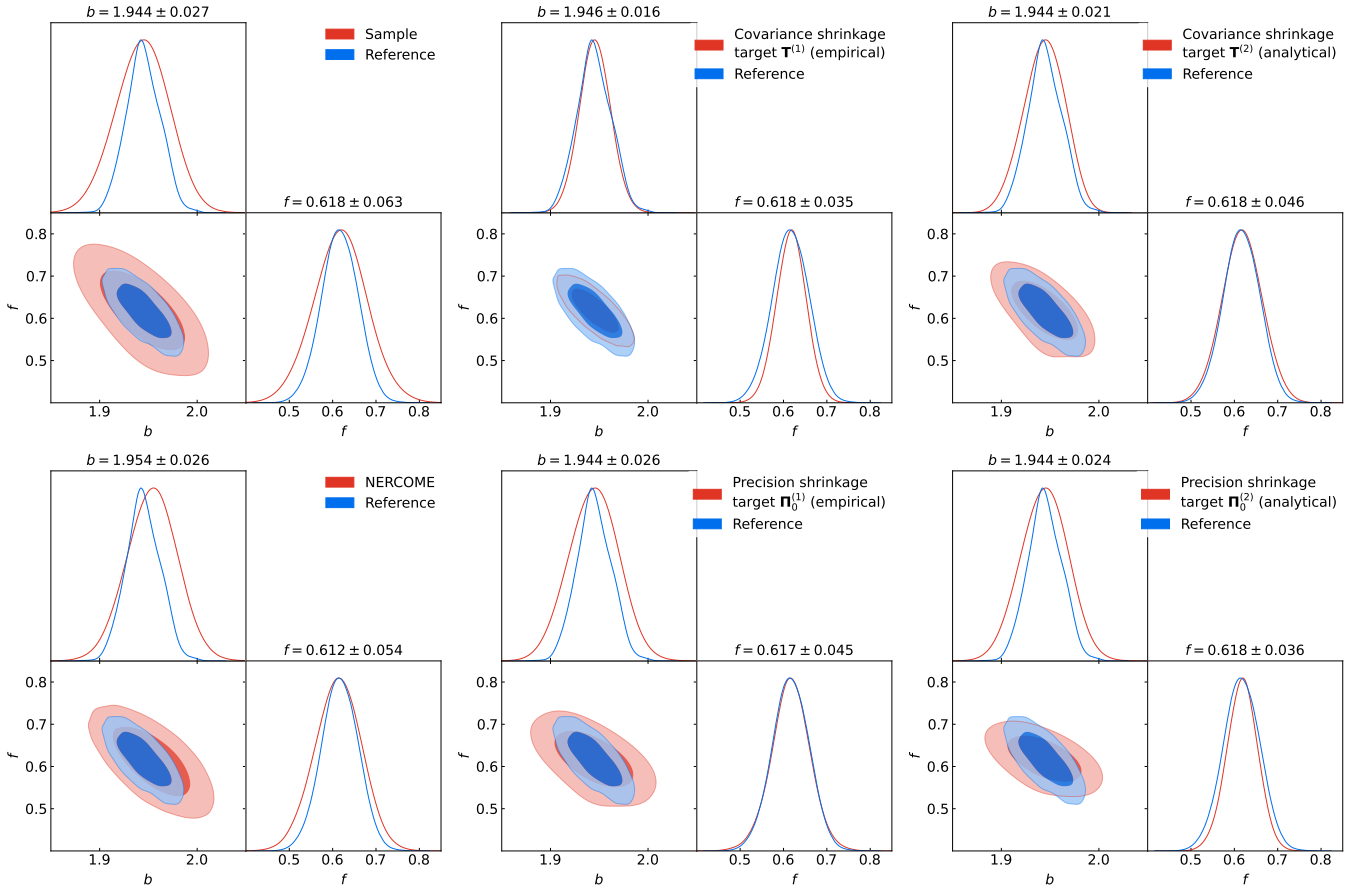 b = 1.944 ± 0.027
Sample
Reference
f = 0.618 ± 0.063
f
0.8
0.7
0.6
0.5
1.9
2.0
b
0.5
0.6
0.7
0.8
f
b = 1.946 ± 0.016
Covariance shrinkage
target T⁽¹⁾ (empirical)
Reference
f = 0.618 ± 0.035
f
0.8
0.7
0.6
0.5
1.9
2.0
b
0.5
0.6
0.7
0.8
f
b = 1.944 ± 0.021
Covariance shrinkage
target T⁽²⁾ (analytical)
Reference
f = 0.618 ± 0.046
f
0.8
0.7
0.6
0.5
1.9
2.0
b
0.5
0.6
0.7
0.8
f
b = 1.954 ± 0.026
NERCOME
Reference
f = 0.612 ± 0.054
f
0.8
0.7
0.6
0.5
1.9
2.0
b
0.5
0.6
0.7
0.8
f
b = 1.944 ± 0.026
Precision shrinkage
target Π₀⁽¹⁾ (empirical)
Reference
f = 0.617 ± 0.045
f
0.8
0.7
0.6
0.5
1.9
2.0
b
0.5
0.6
0.7
0.8
f
b = 1.944 ± 0.024
Precision shrinkage
target Π₀⁽²⁾ (analytical)
Reference
f = 0.618 ± 0.036
f
0.8
0.7
0.6
0.5
1.9
2.0
b
0.5
0.6
0.7
0.8
f